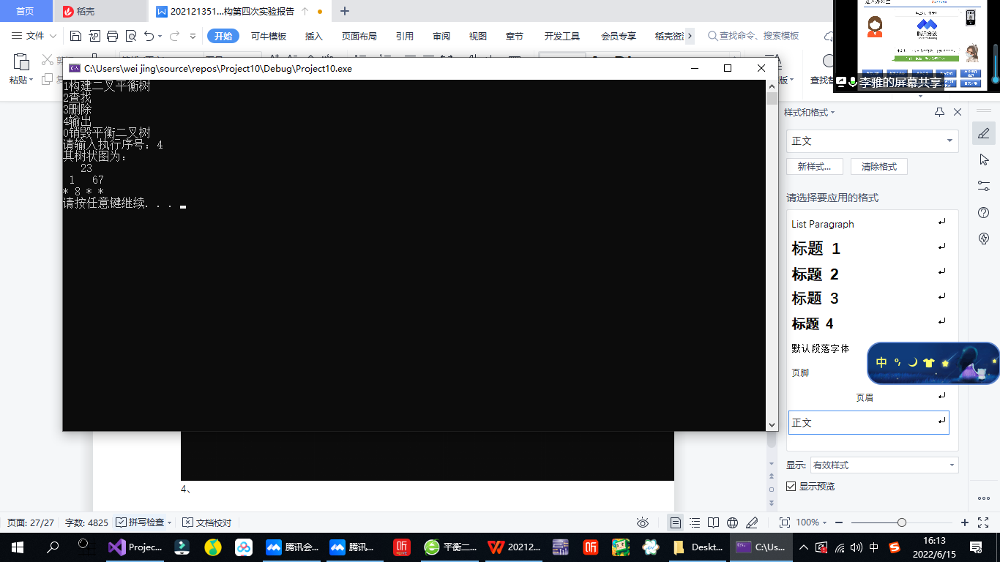 首页
稻壳
202121351...构第四次实验报告
文件
开始
可牛模板
插入
页面布局
引用
审阅
视图
章节
开发工具
会员专享
稻壳资
查找命令、搜索模板
粘贴
查找
李雅的屏幕共享
C:\Users\wei jing\source\repos\Project10\Debug\Project10.exe
1构建二叉平衡树
2查找
3删除
4输出
0销毁平衡二叉树
请输入执行序号: 4
其树状图为:
23
1 67
* 8 * *
请按任意键继续. . .
样式和格式
正文
新样式...
清除格式
请选择要应用的格式
List Paragraph
标题 1
标题 2
标题 3
标题 4
默认段落字体
页脚
页眉
正文
中
显示:
有效样式
显示预览
4、
页面: 27/27
字数: 4825
拼写检查
文档校对
100%
Projec...
腾讯会...
腾讯...
平衡二...
20212...
Deskt...
C:\Us...
中
16:13
2022/6/15